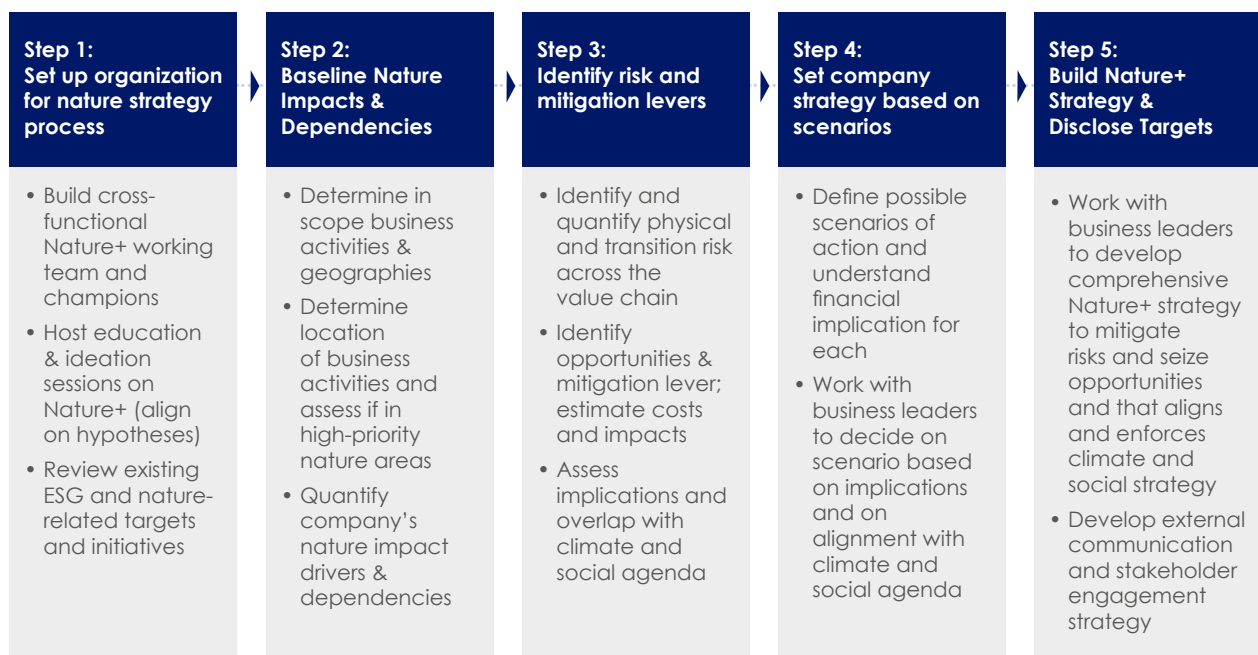 Step 1:
Set up organization
for nature strategy
process
• Build cross-
functional
Nature+ working
team and
champions
• Host education
& ideation
sessions on
Nature+ (align
on hypotheses)
• Review existing
ESG and nature-
related targets
and initiatives
Step 2:
Baseline Nature
Impacts &
Dependencies
• Determine in
scope business
activities &
geographies
• Determine
location
of business
activities and
assess if in
high-priority
nature areas
• Quantify
company’s
nature impact
drivers &
dependencies
Step 3:
Identify risk and
mitigation levers
• Identify and
quantify physical
and transition risk
across the
value chain
• Identify
opportunities &
mitigation lever;
estimate costs
and impacts
• Assess
implications and
overlap with
climate and
social agenda
Step 4:
Set company
strategy based on
scenarios
• Define possible
scenarios of
action and
understand
financial
implication for
each
• Work with
business leaders
to decide on
scenario based
on implications
and on
alignment with
climate and
social agenda
Step 5:
Build Nature+
Strategy &
Disclose Targets
• Work with
business leaders
to develop
comprehensive
Nature+ strategy
to mitigate
risks and seize
opportunities
and that aligns
and enforces
climate and
social strategy
• Develop external
communication
and stakeholder
engagement
strategy